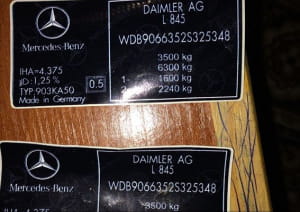 DAIMLER AG
L 845
WDB9066352S325348
Mercedes-Benz
3500 kg
6300 kg
1 - 1600 kg
2 - 2240 kg
IHA=4.375
±D:1,25%
TYP.903KA50
Made in Germany
0.5
DAIMLER AG
L 845
WDB9066352S325348
Mercedes-Benz
3500 kg